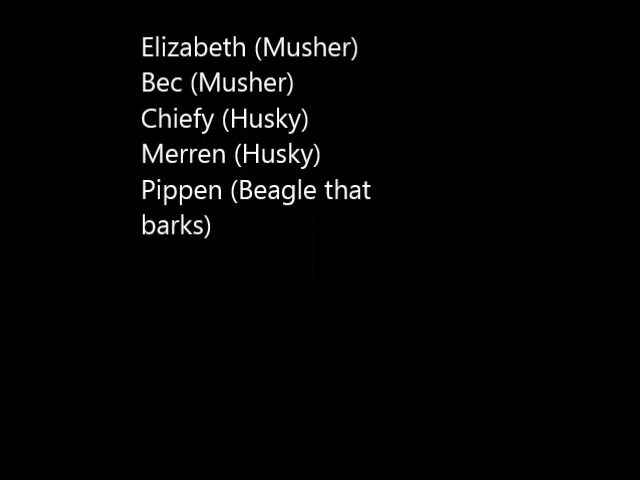 Elizabeth (Musher)
Bec (Musher)
Chiefy (Husky)
Merren (Husky)
Pippen (Beagle that
barks)